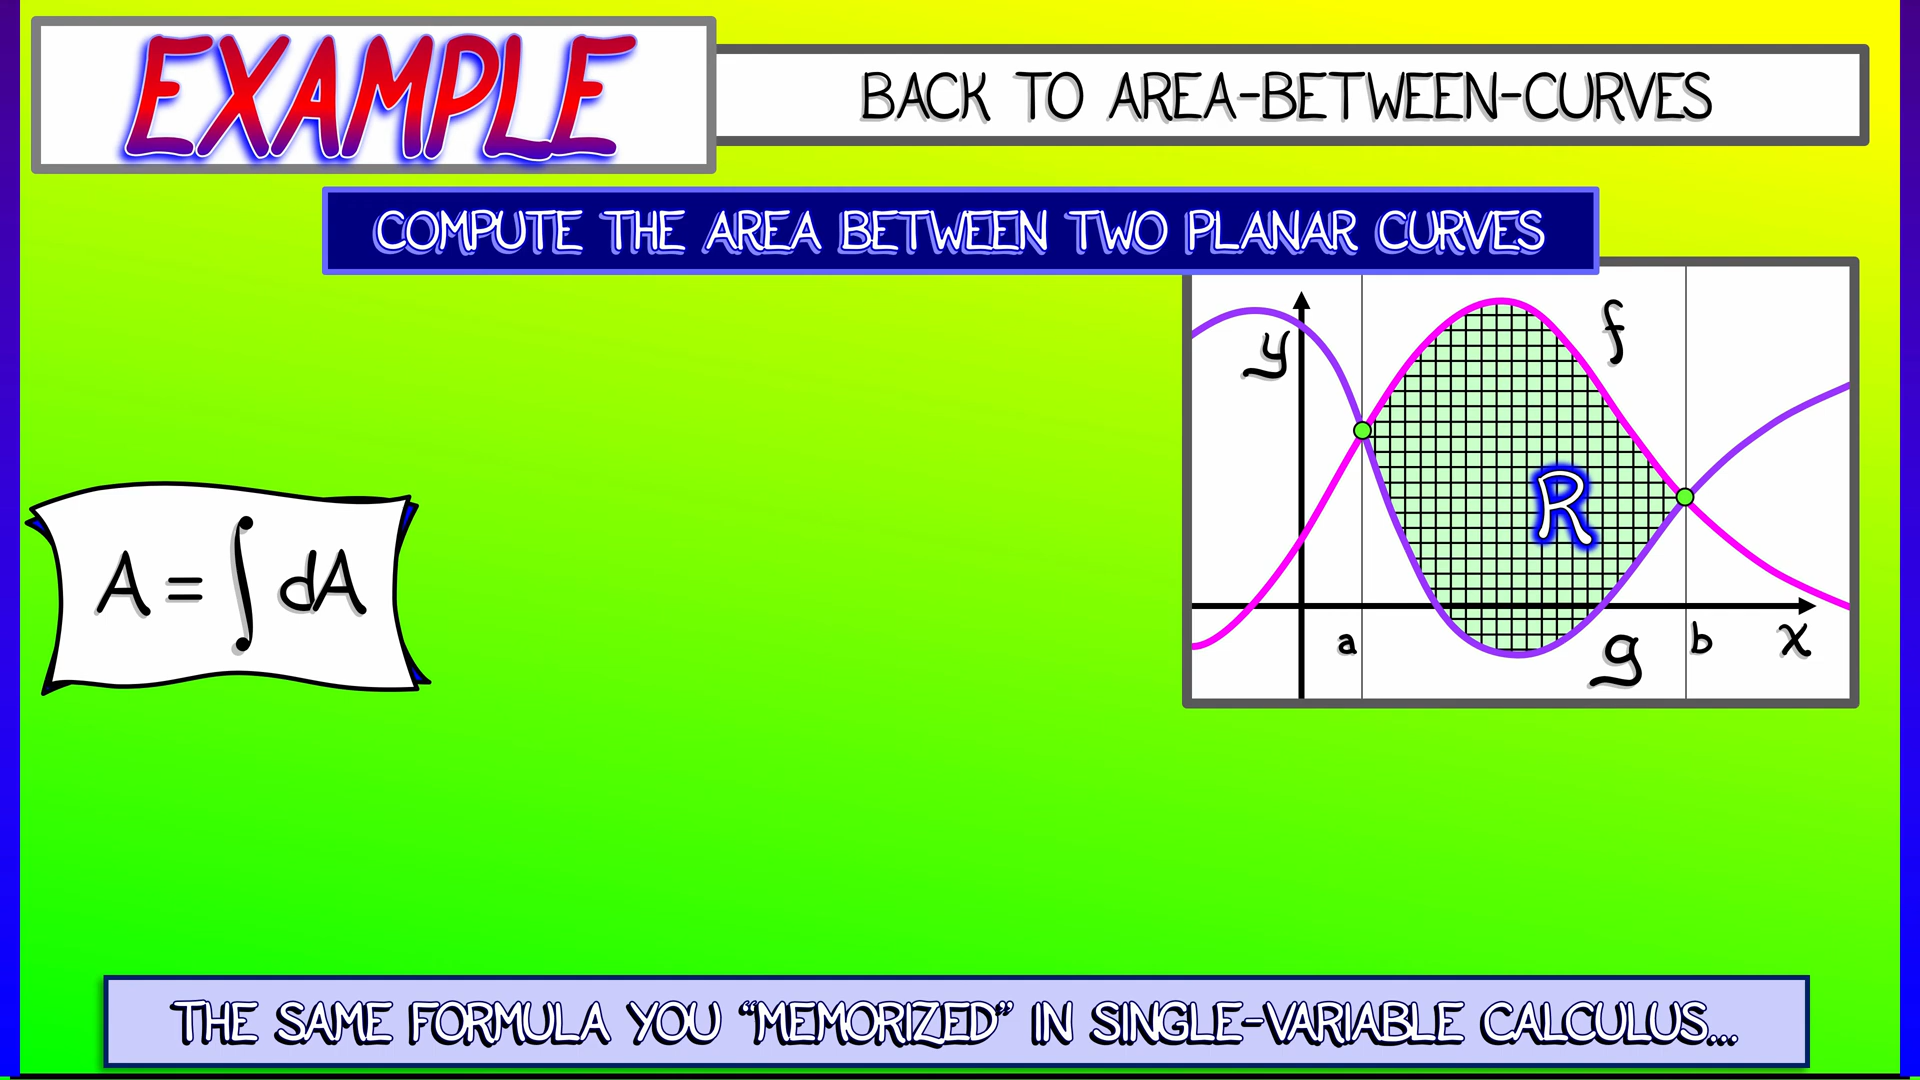 EXAMPLE
BACK TO AREA-BETWEEN-CURVES
COMPUTE THE AREA BETWEEN TWO PLANAR CURVES
y
f
R
a
g
b
x
A = ∫ dA
THE SAME FORMULA YOU “MEMORIZED” IN SINGLE-VARIABLE CALCULUS...